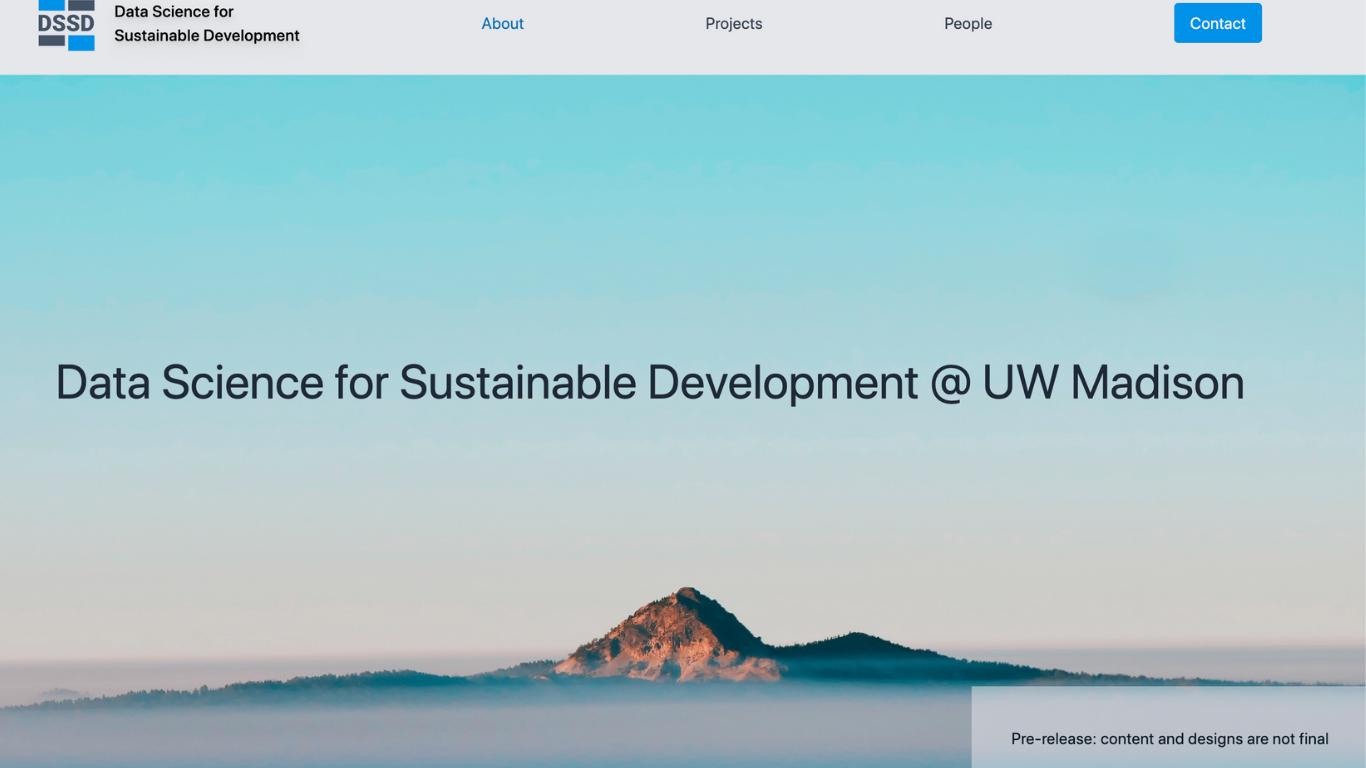 DSSD
Data Science for
Sustainable Development
About
Projects
People
Contact
Data Science for Sustainable Development @ UW Madison
Pre-release: content and designs are not final